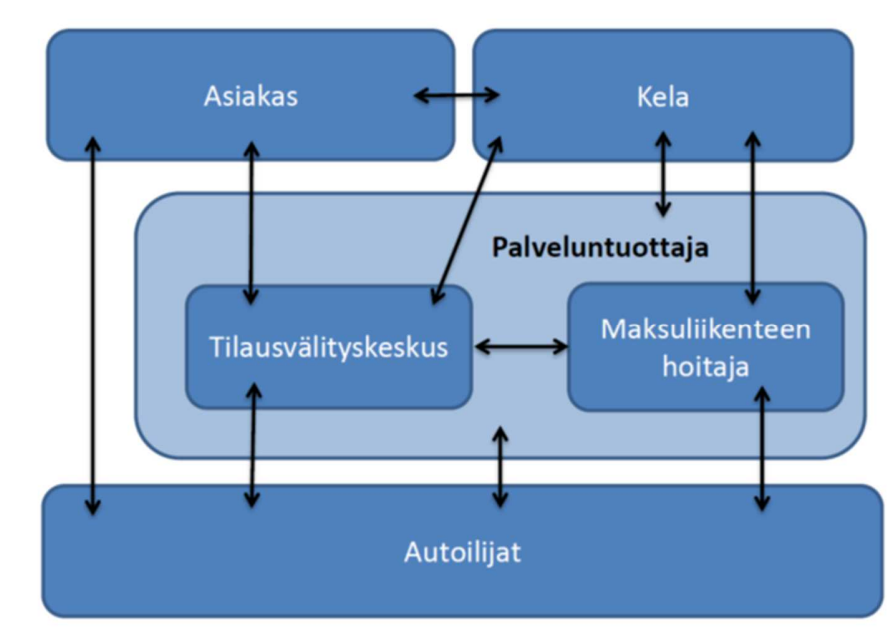 Asiakas
Kela
Palveluntuottaja
Tilausvälityskeskus
Maksuliikenteen
hoitaja
Autoilijat